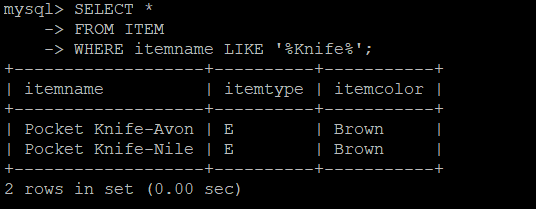 mysql> SELECT *
    -> FROM ITEM
    -> WHERE itemname LIKE '%Knife%';
+-------------------+----------+-----------+
| itemname          | itemtype | itemcolor |
+-------------------+----------+-----------+
| Pocket Knife-Avon | E        | Brown     |
| Pocket Knife-Nile | E        | Brown     |
+-------------------+----------+-----------+
2 rows in set (0.00 sec)